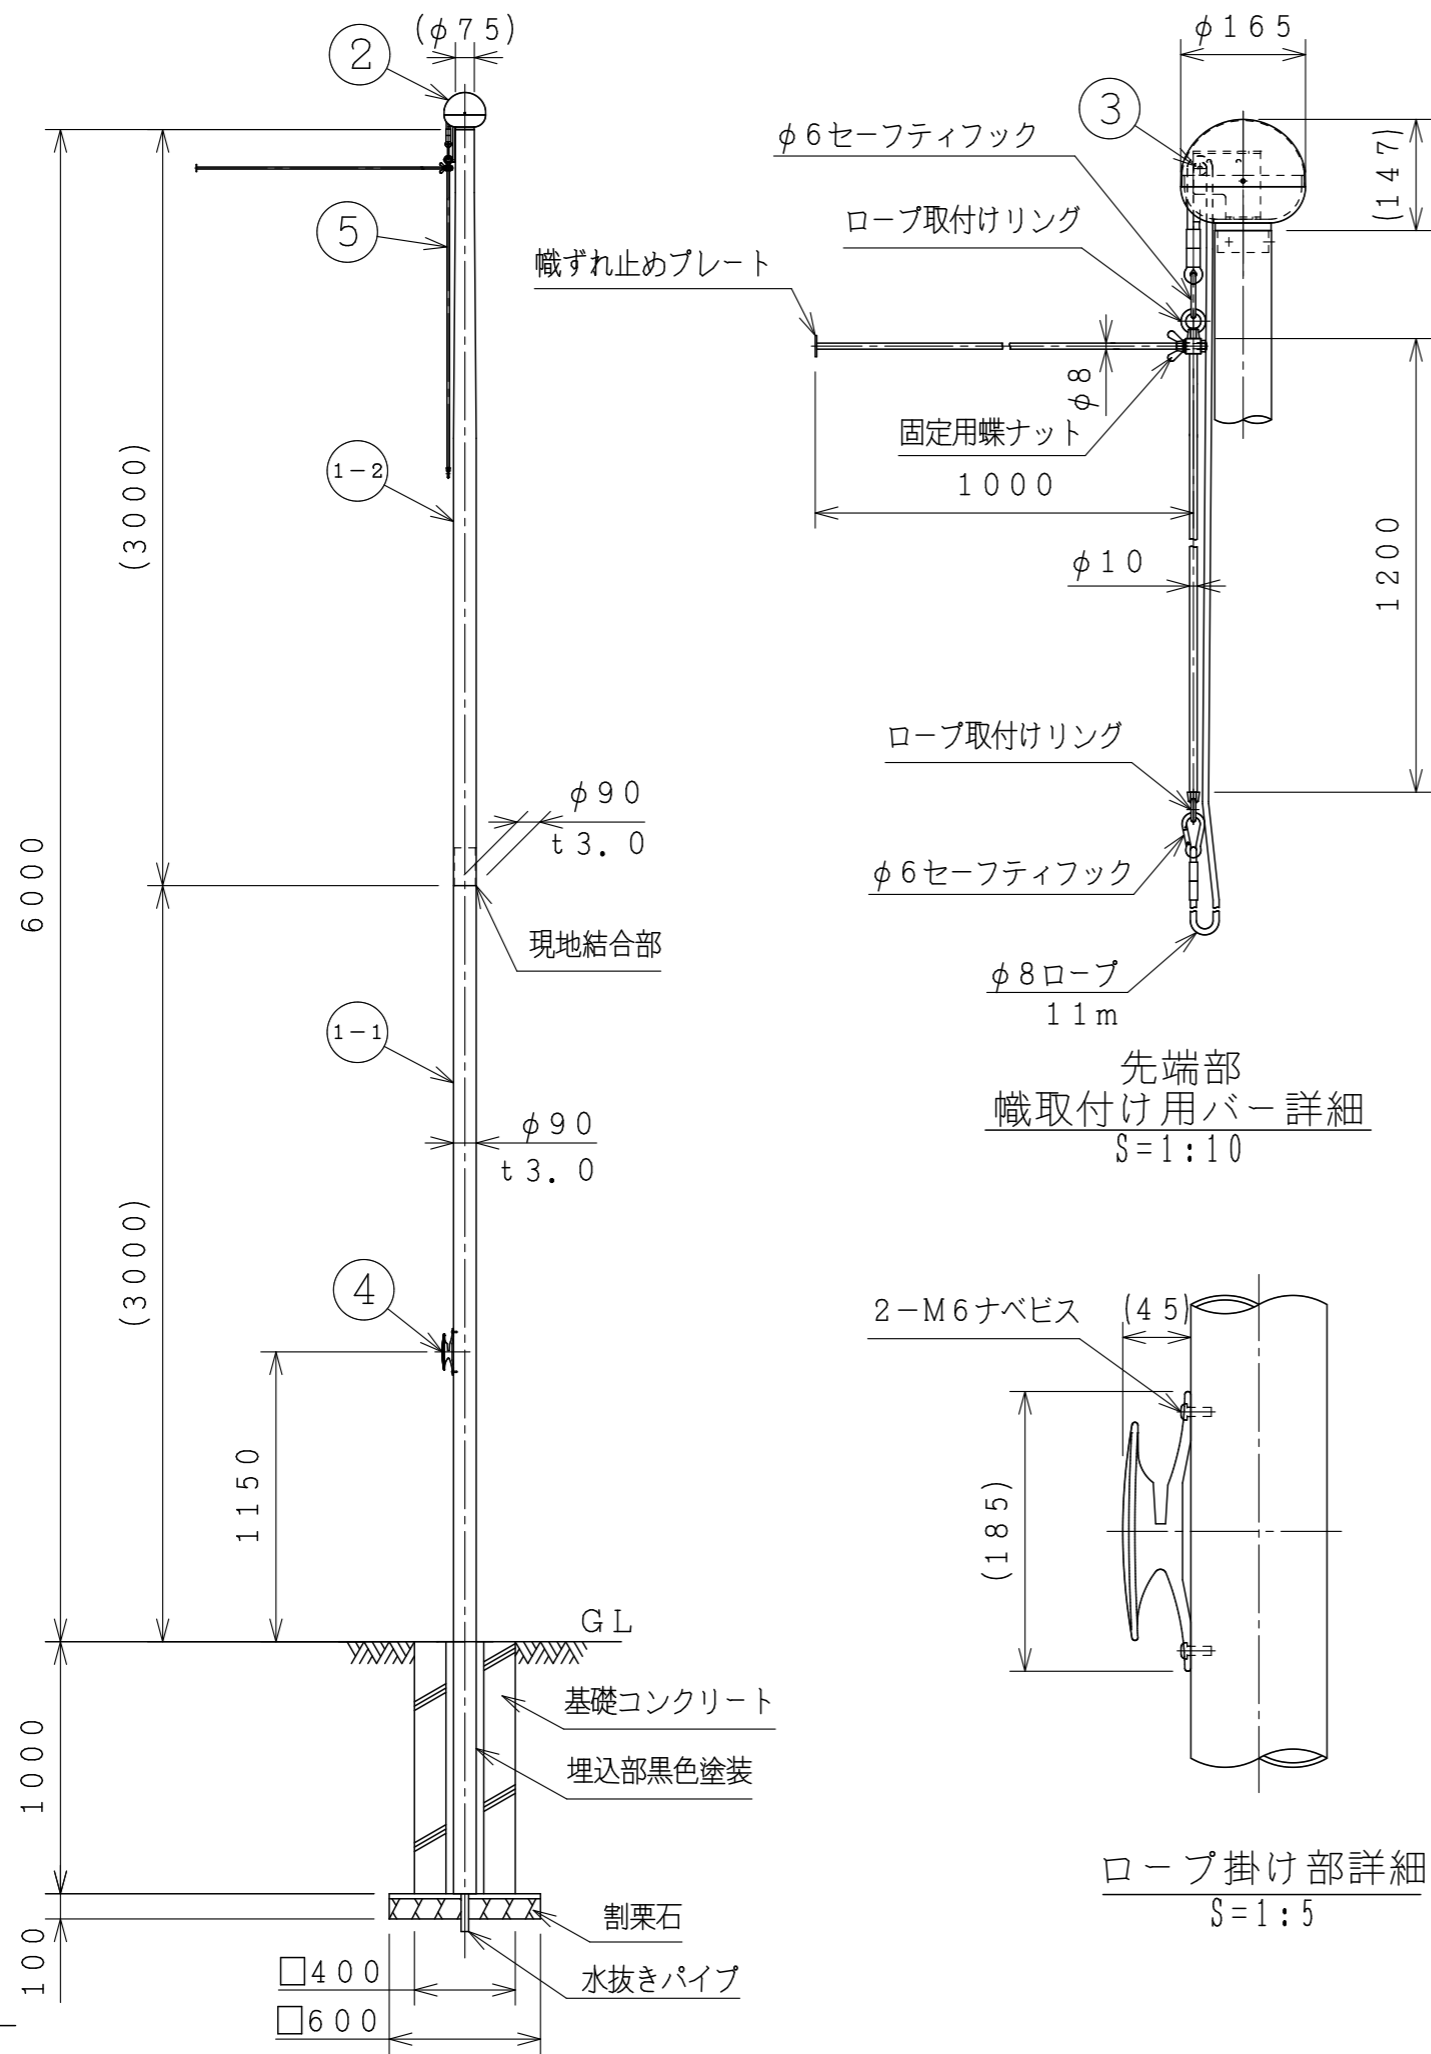 (φ75)
②
⑤
(3000)
1-2
6000
φ90
t3.0
現地結合部
1-1
φ90
t3.0
(3000)
④
1150
GL
基礎コンクリート
埋込部黒色塗装
1000
割栗石
100
水抜きパイプ
□400
□600
φ165
③
φ6セーフティフック
(147)
ロープ取付けリング
幟ずれ止めプレート
φ8
固定用蝶ナット
1000
1200
φ10
ロープ取付けリング
φ6セーフティフック
φ8ロープ
11m
先端部
幟取付け用バー詳細
S=1:10
2-M6ナベビス
(45)
(185)
ロープ掛け部詳細
S=1:5